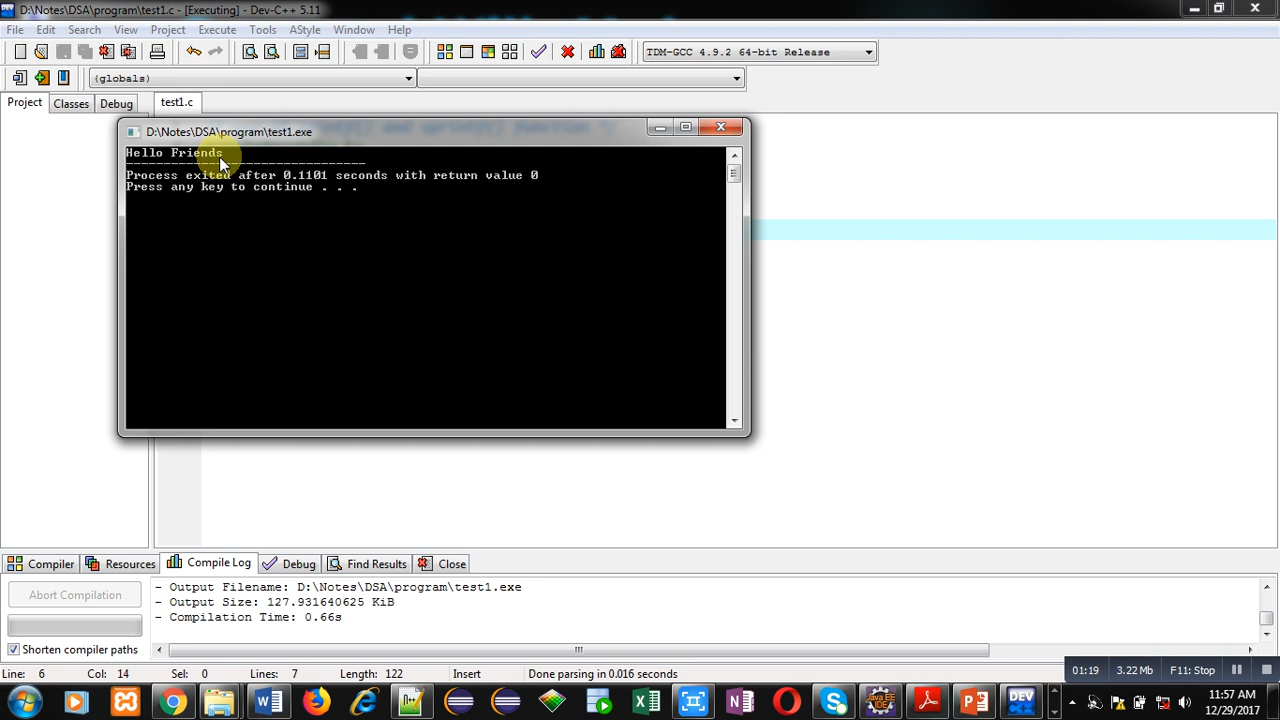 D:\Notes\DSA\program\test1.c - [Executing] - Dev-C++ 5.11
File Edit Search View Project Execute Tools AStyle Window Help
TDM-GCC 4.9.2 64-bit Release
(globals)
Project Classes Debug test1.c
D:\Notes\DSA\program\test1.exe
Hello Friends
--------------------------------
Process exited after 0.1101 seconds with return value 0
Press any key to continue . . .
Compiler Resources Compile Log Debug Find Results Close
Abort Compilation
Shorten compiler paths
- Output Filename: D:\Notes\DSA\program\test1.exe
- Output Size: 127.931640625 KiB
- Compilation Time: 0.66s
Line: 6 Col: 14 Sel: 0 Lines: 7 Length: 122 Insert Done parsing in 0.016 seconds
01:19 3.22 Mb F11: Stop
11:57 AM
12/29/2017